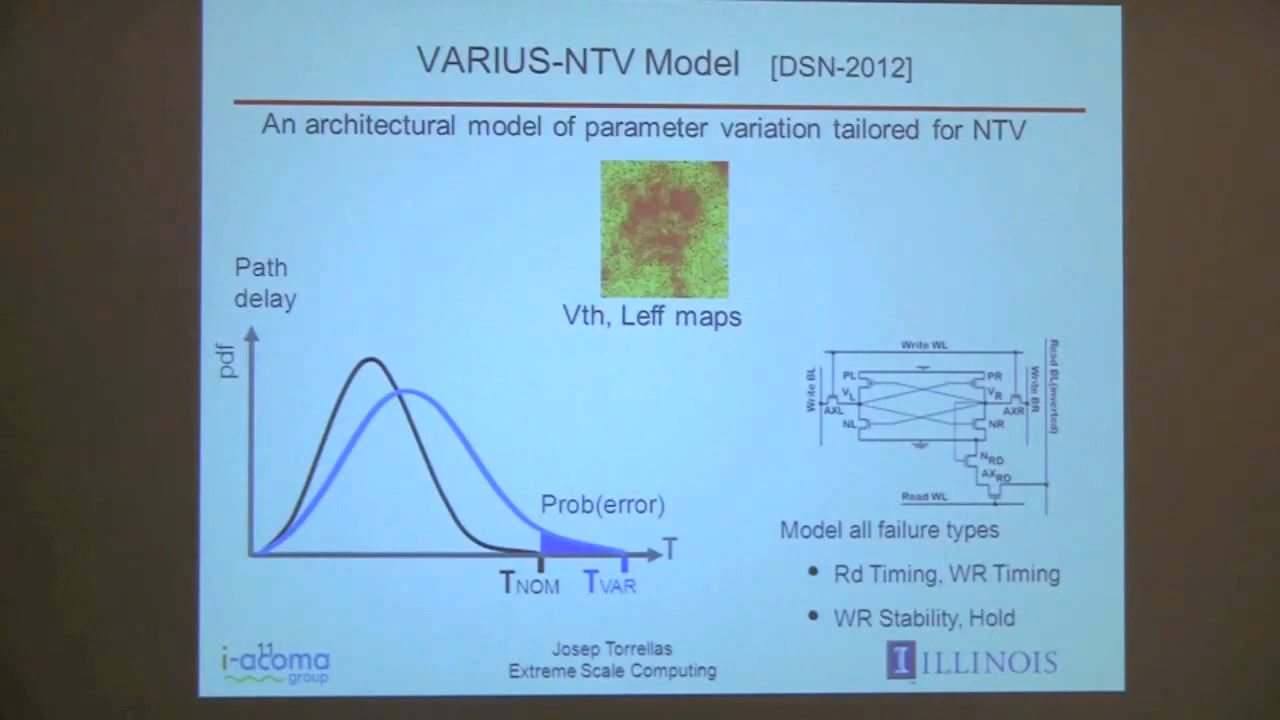 VARIUS-NTV Model [DSN-2012]
An architectural model of parameter variation tailored for NTV
Vth, Leff maps
Path
delay
pdf
Prob(error)
T
TNOM TVAR
Write WL
Write BL
PL
PR
VL
VR
AXL
AXR
NL
NR
Write BR
Read BL(inverted)
NRD
AXRD
Read WL
Model all failure types
• Rd Timing, WR Timing
• WR Stability, Hold
11
i-acoma
group
Josep Torrellas
Extreme Scale Computing
I ILLINOIS